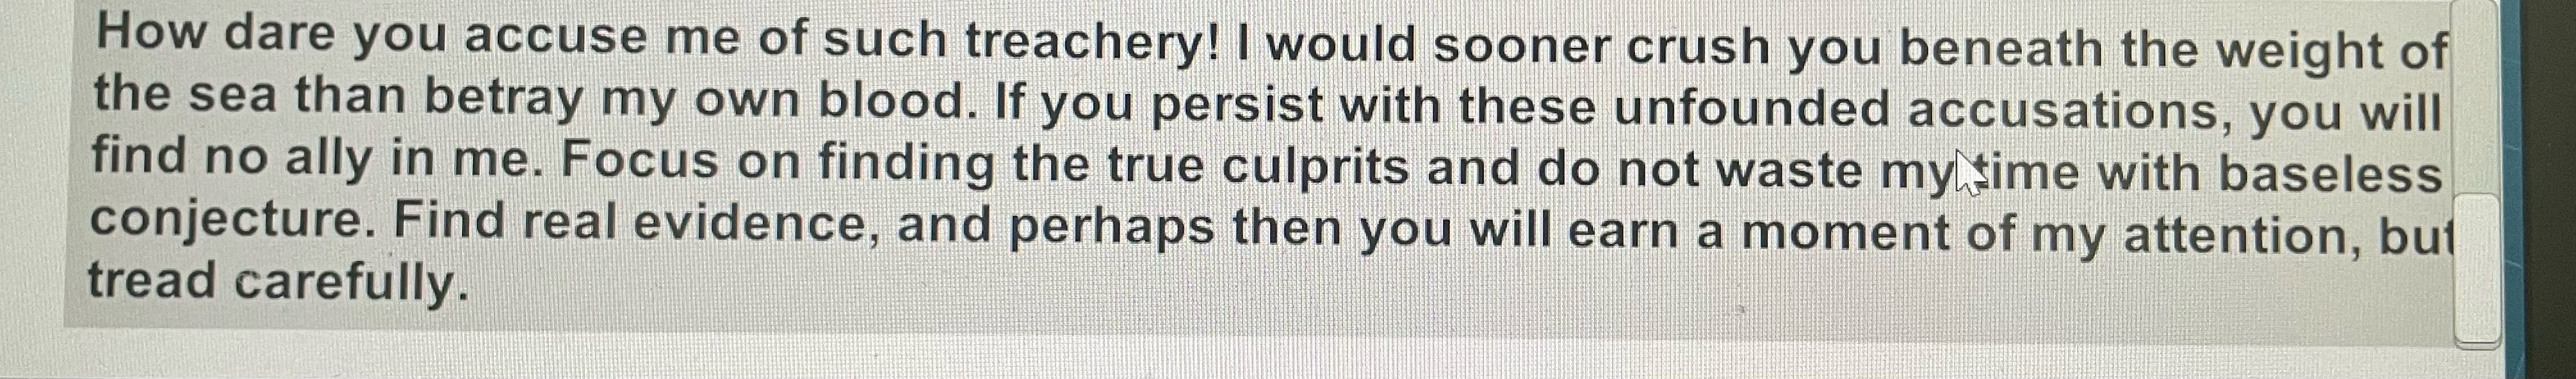 How dare you accuse me of such treachery! I would sooner crush you beneath the weight of
the sea than betray my own blood. If you persist with these unfounded accusations, you will
find no ally in me. Focus on finding the true culprits and do not waste my time with baseless
conjecture. Find real evidence, and perhaps then you will earn a moment of my attention, but
tread carefully.